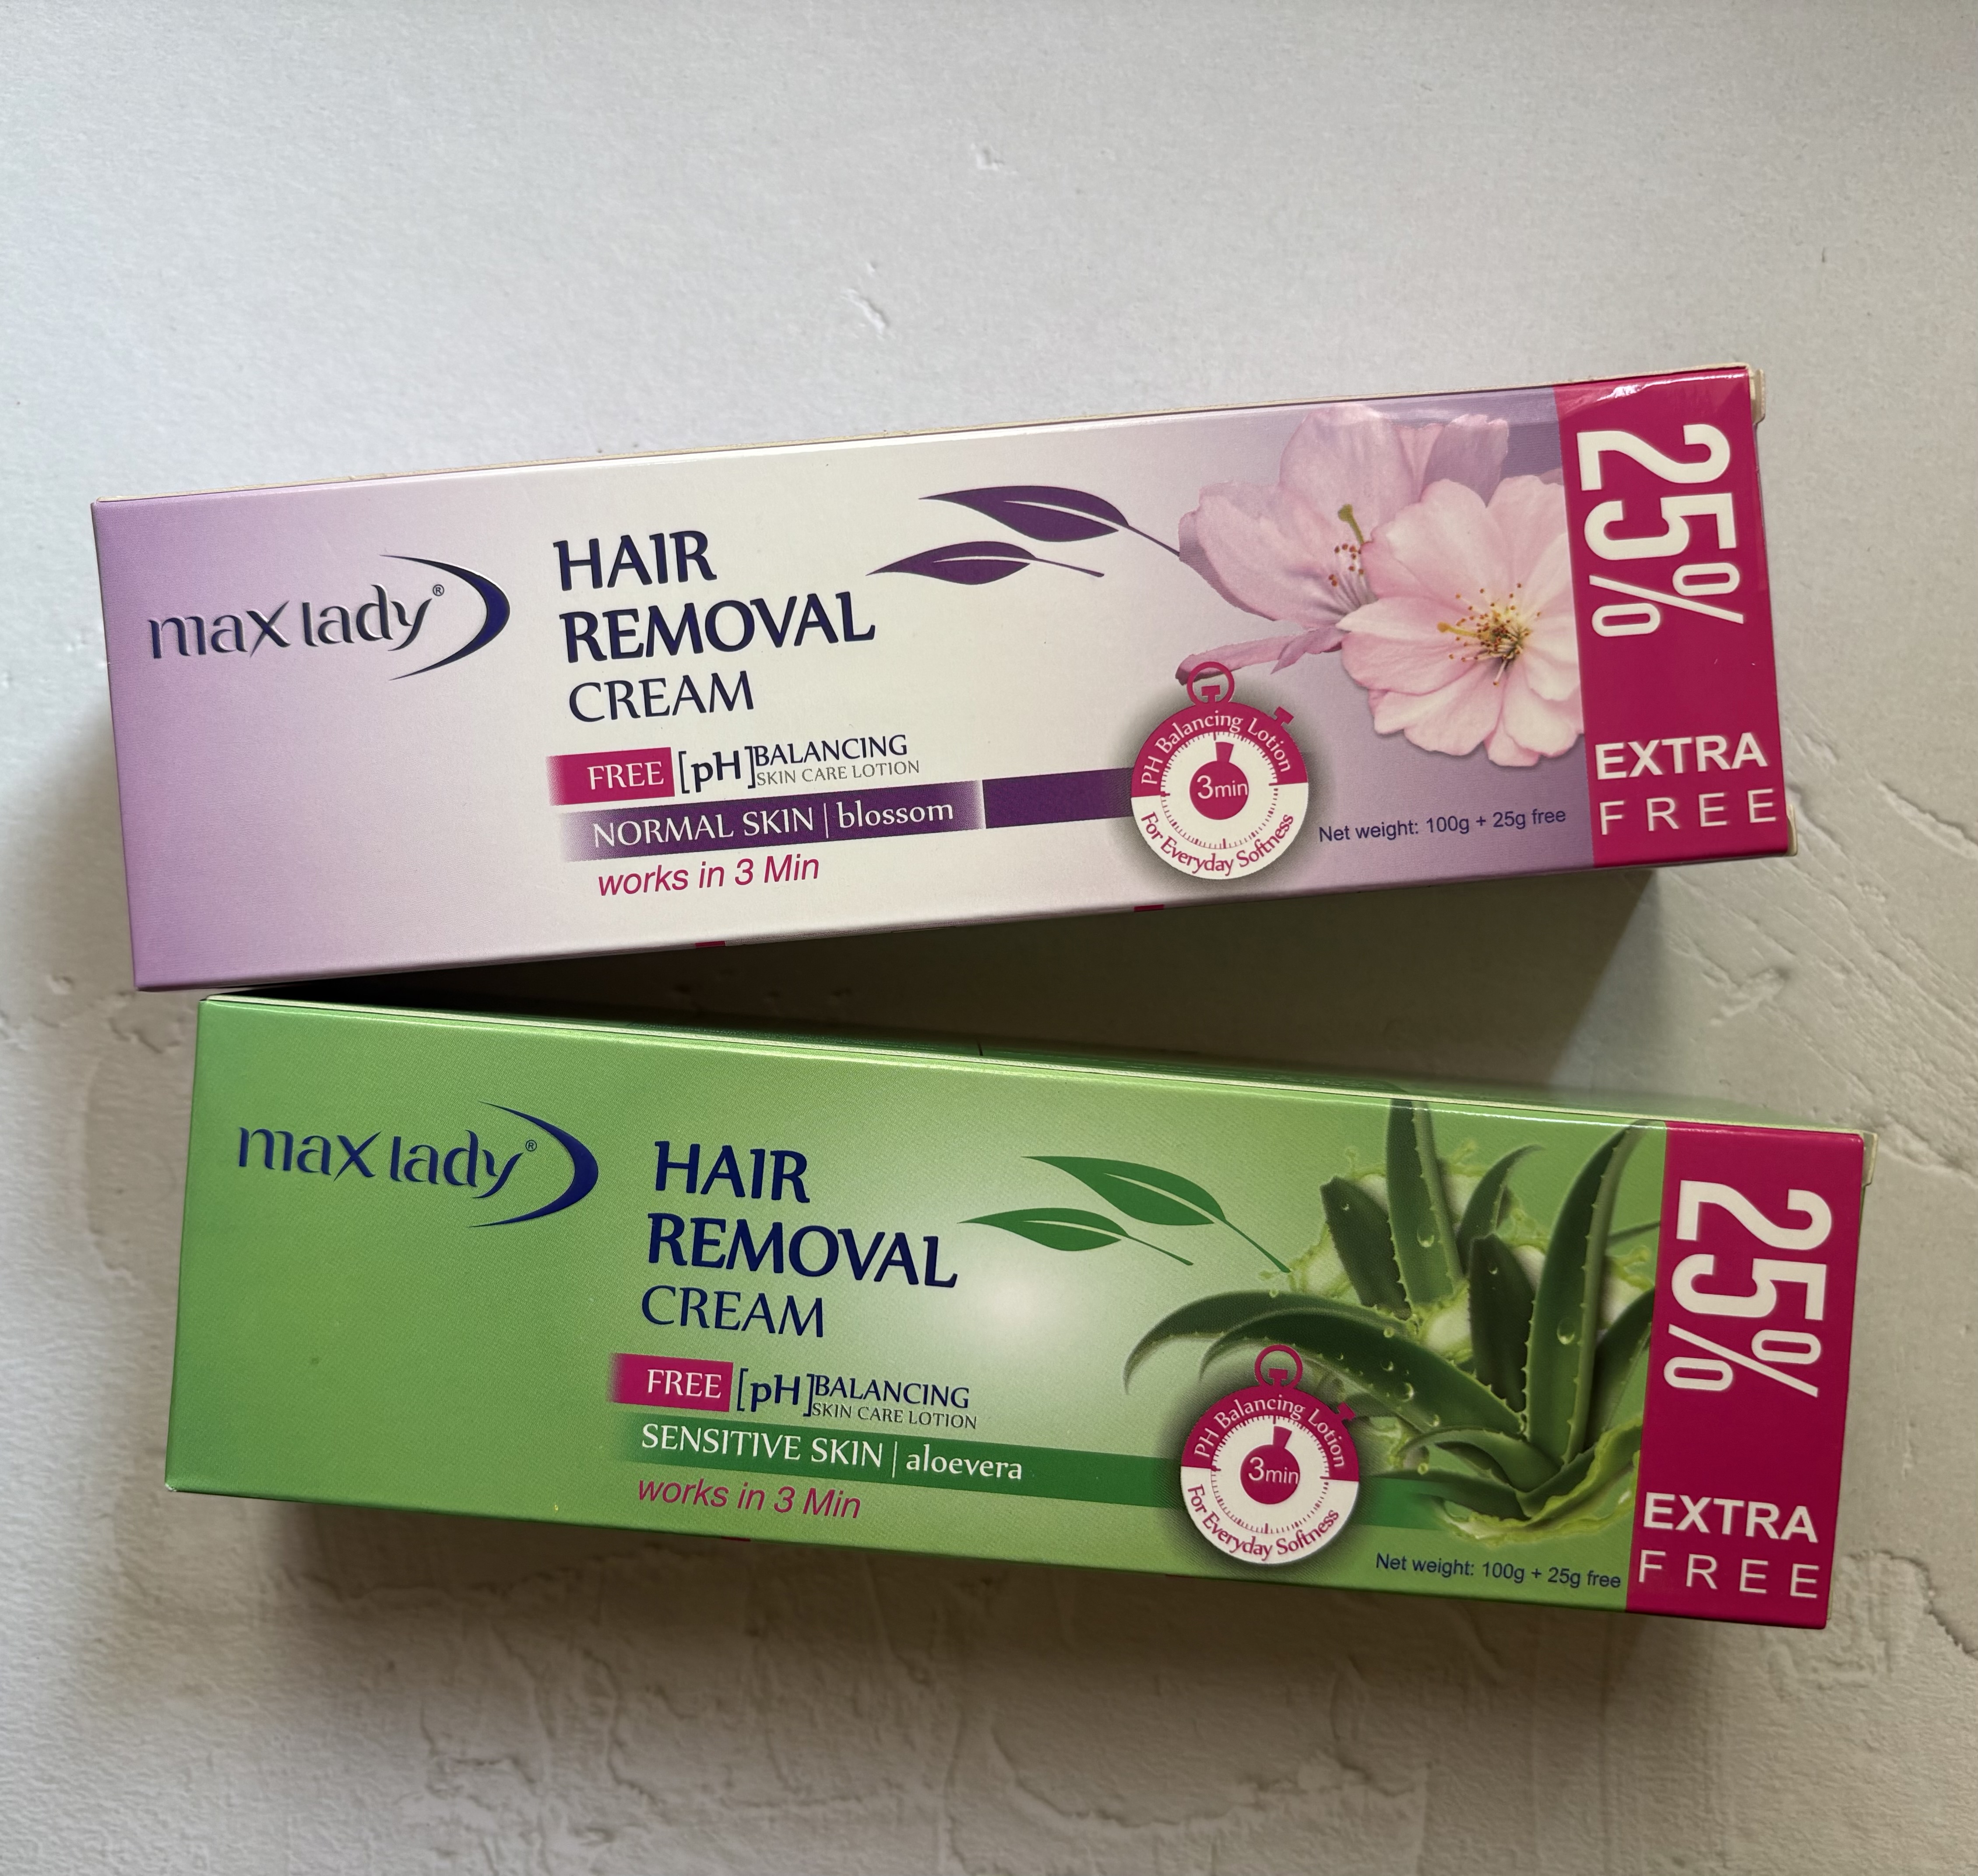 max lady®
HAIR
REMOVAL
CREAM
FREE [pH] BALANCING
SKIN CARE LOTION
NORMAL SKIN | blossom
works in 3 Min
PH Balancing Lotion
3min
For Everyday Softness
Net weight: 100g + 25g free
25%
EXTRA
FREE
max lady®
HAIR
REMOVAL
CREAM
FREE [pH] BALANCING
SKIN CARE LOTION
SENSITIVE SKIN | aloevera
works in 3 Min
PH Balancing Lotion
3min
For Everyday Softness
Net weight: 100g + 25g free
25%
EXTRA
FREE